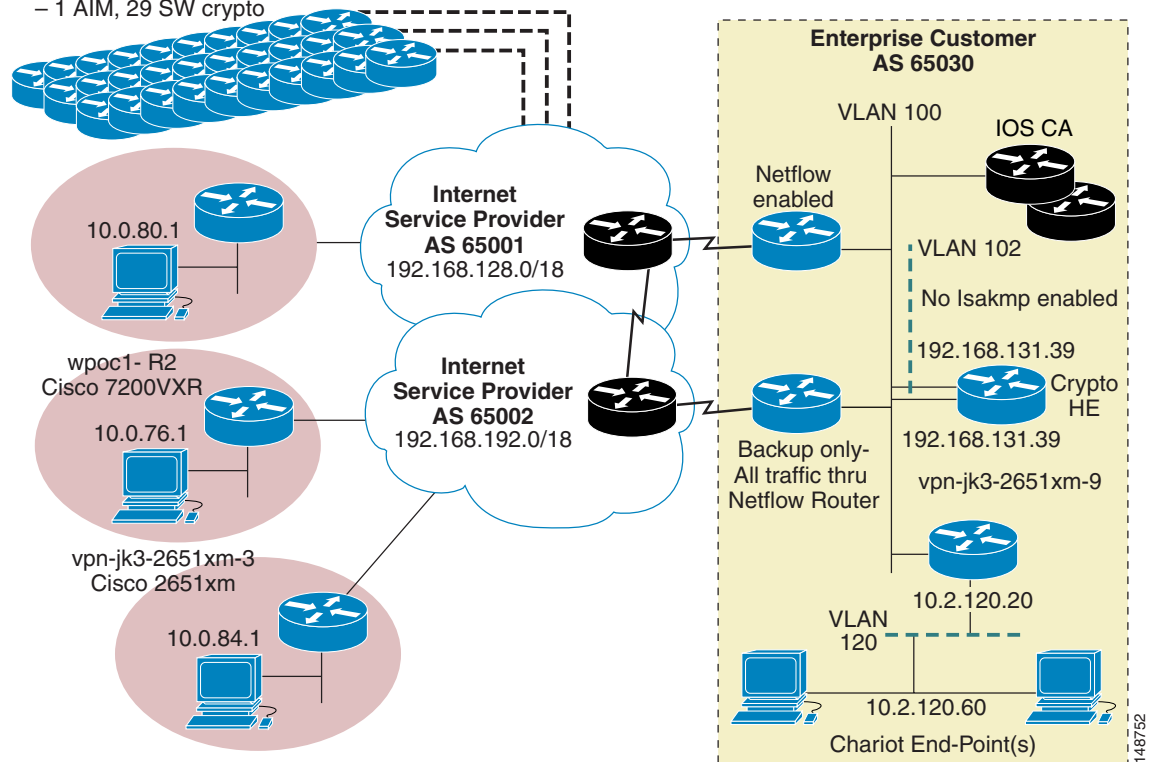 – 1 AIM, 29 SW crypto
Enterprise Customer
AS 65030
VLAN 100
IOS CA
Netflow
enabled
Internet
Service Provider
AS 65001
192.168.128.0/18
10.0.80.1
VLAN 102
No Isakmp enabled
192.168.131.39
Crypto
HE
192.168.131.39
wpoc1- R2
Cisco 7200VXR
10.0.76.1
Internet
Service Provider
AS 65002
192.168.192.0/18
Backup only-
All traffic thru
Netflow Router
vpn-jk3-2651xm-9
vpn-jk3-2651xm-3
Cisco 2651xm
10.0.84.1
10.2.120.20
VLAN
120
10.2.120.60
Chariot End-Point(s)
148752